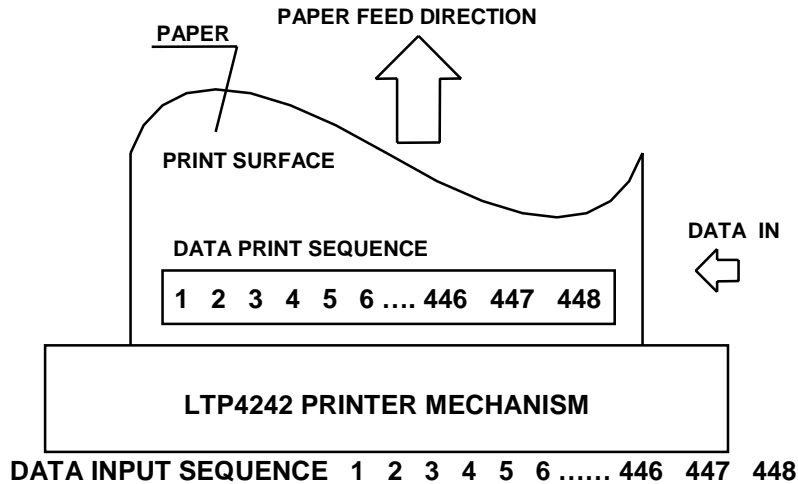 PAPER FEED DIRECTION
PAPER
PRINT SURFACE
DATA IN
DATA PRINT SEQUENCE
1 2 3 4 5 6 .... 446 447 448
LTP4242 PRINTER MECHANISM
DATA INPUT SEQUENCE 1 2 3 4 5 6 ...... 446 447 448